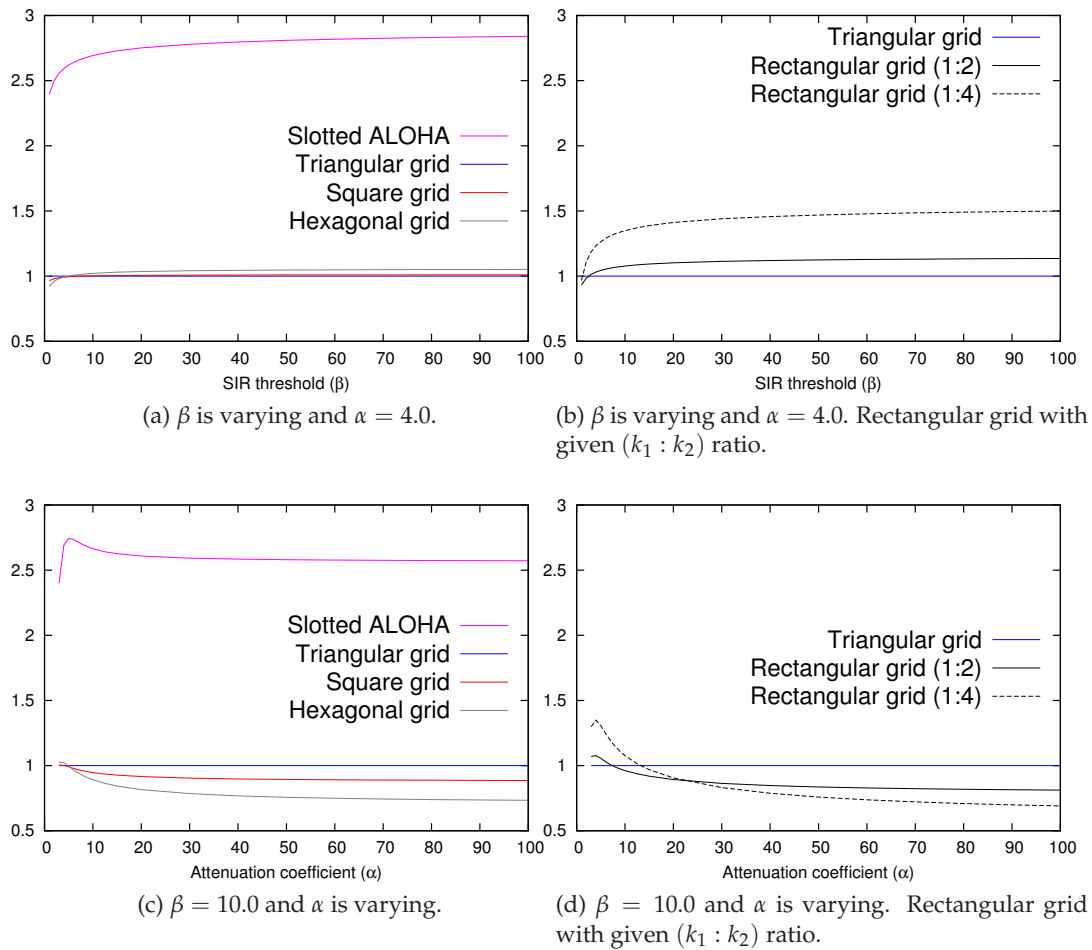 3
2.5
2
1.5
1
0.5
Slotted ALOHA
Triangular grid
Square grid
Hexagonal grid
0 10 20 30 40 50 60 70 80 90 100
SIR threshold (β)
(a) β is varying and α = 4.0.
3
2.5
2
1.5
1
0.5
Triangular grid
Rectangular grid (1:2)
Rectangular grid (1:4)
0 10 20 30 40 50 60 70 80 90 100
SIR threshold (β)
(b) β is varying and α = 4.0. Rectangular grid with
given (k₁ : k₂) ratio.
3
2.5
2
1.5
1
0.5
Slotted ALOHA
Triangular grid
Square grid
Hexagonal grid
0 10 20 30 40 50 60 70 80 90 100
Attenuation coefficient (α)
(c) β = 10.0 and α is varying.
3
2.5
2
1.5
1
0.5
Triangular grid
Rectangular grid (1:2)
Rectangular grid (1:4)
0 10 20 30 40 50 60 70 80 90 100
Attenuation coefficient (α)
(d) β = 10.0 and α is varying. Rectangular grid
with given (k₁ : k₂) ratio.